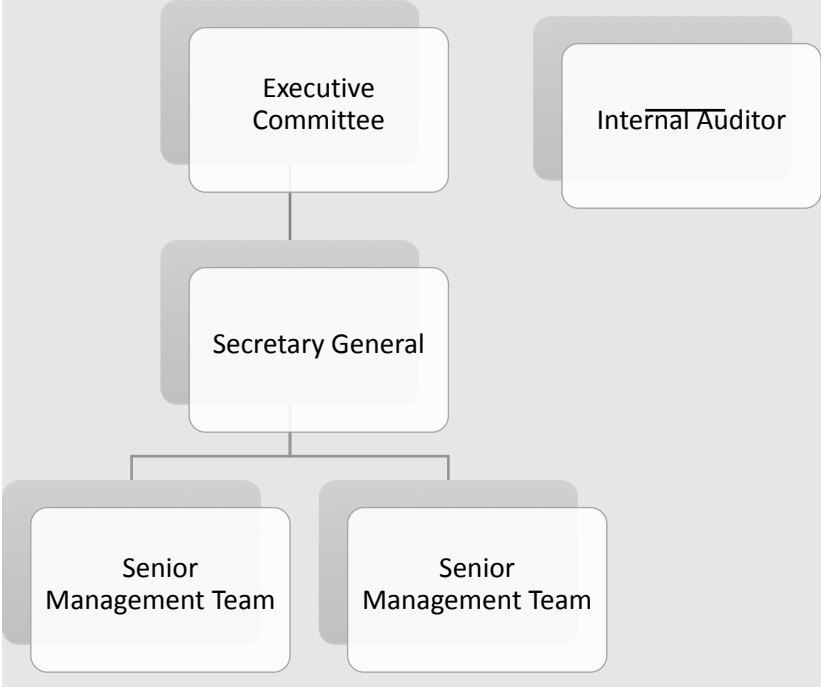 Executive
Committee
Internal Auditor
Secretary General
Senior
Management Team
Senior
Management Team